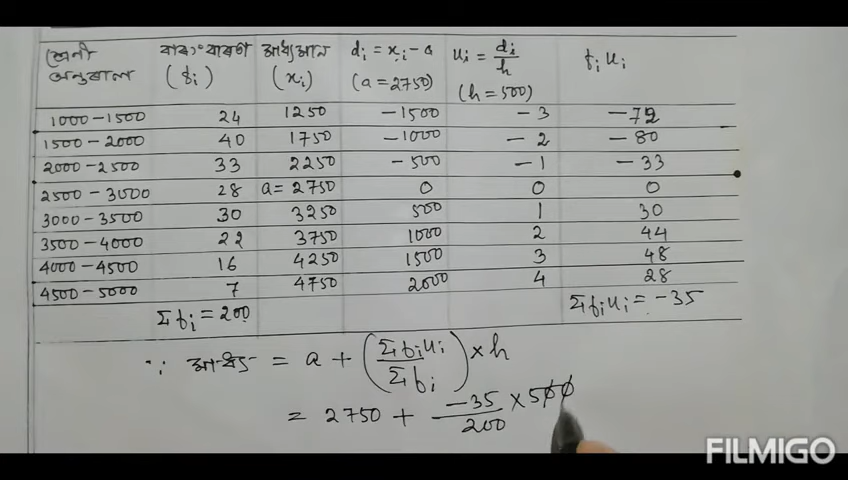 শ্ৰেণী বাৰংবাৰতা মধ্যমান dᵢ = xᵢ − a uᵢ = dᵢ/h fᵢuᵢ
অন্তৰাল (fᵢ) (xᵢ) (a = 2750) (h = 500)
1000 – 1500 24 1250 −1500 −3 −72
1500 – 2000 40 1750 −1000 −2 −80
2000 – 2500 33 2250 −500 −1 −33
2500 – 3000 28 a = 2750 0 0 0
3000 – 3500 30 3250 500 1 30
3500 – 4000 22 3750 1000 2 44
4000 – 4500 16 4250 1500 3 48
4500 – 5000 7 4750 2000 4 28
Σfᵢ = 200 Σfᵢuᵢ = −35
∵ = a + (Σfᵢuᵢ/Σfᵢ) × h
= 2750 + −35/200 × 500
FILMIGO